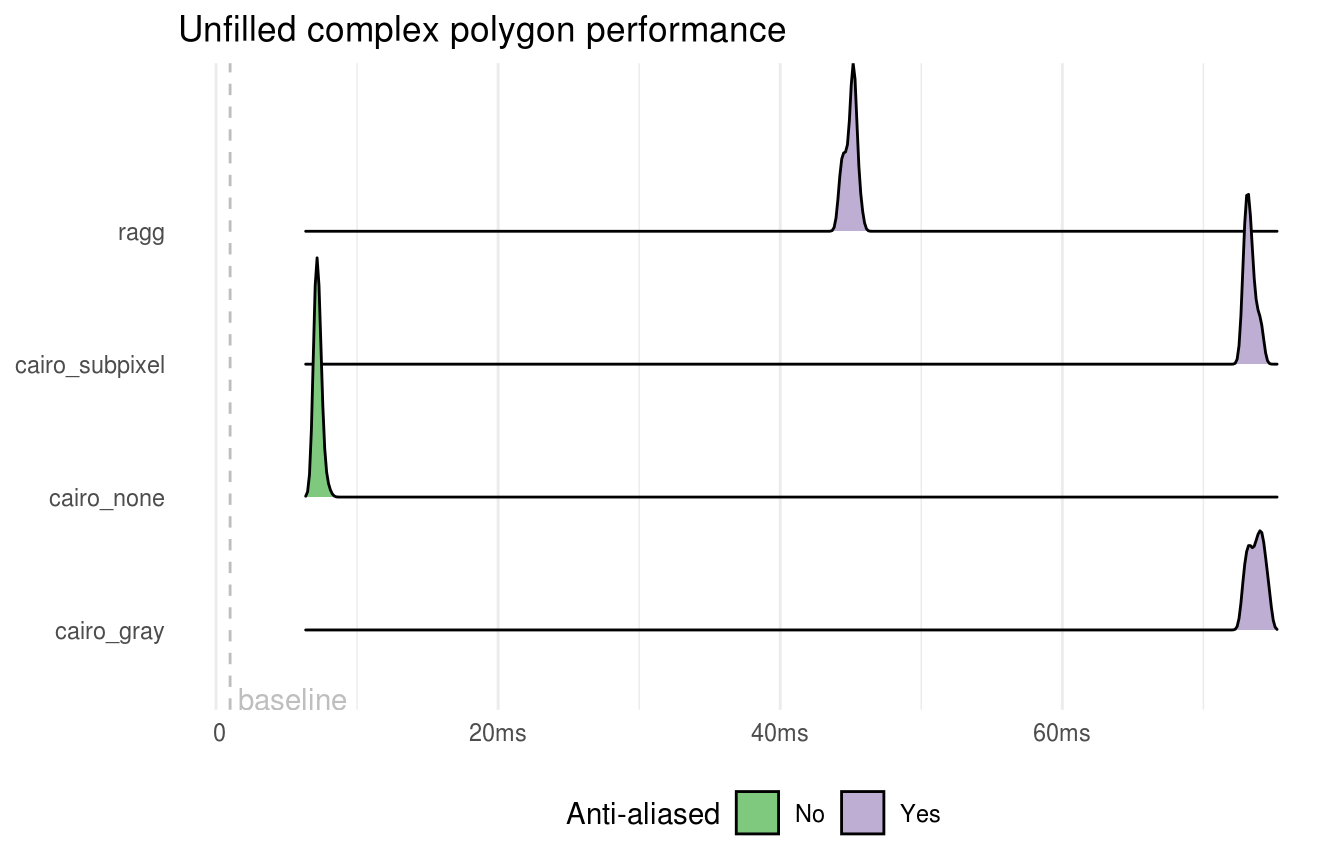 Unfilled complex polygon performance
ragg
cairo_subpixel
cairo_none
cairo_gray
baseline
0 20ms 40ms 60ms
Anti-aliased No Yes